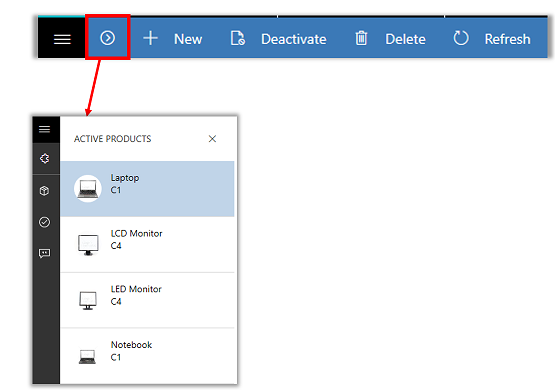 New Deactivate Delete Refresh
ACTIVE PRODUCTS
Laptop
C1
LCD Monitor
C4
LED Monitor
C4
Notebook
C1